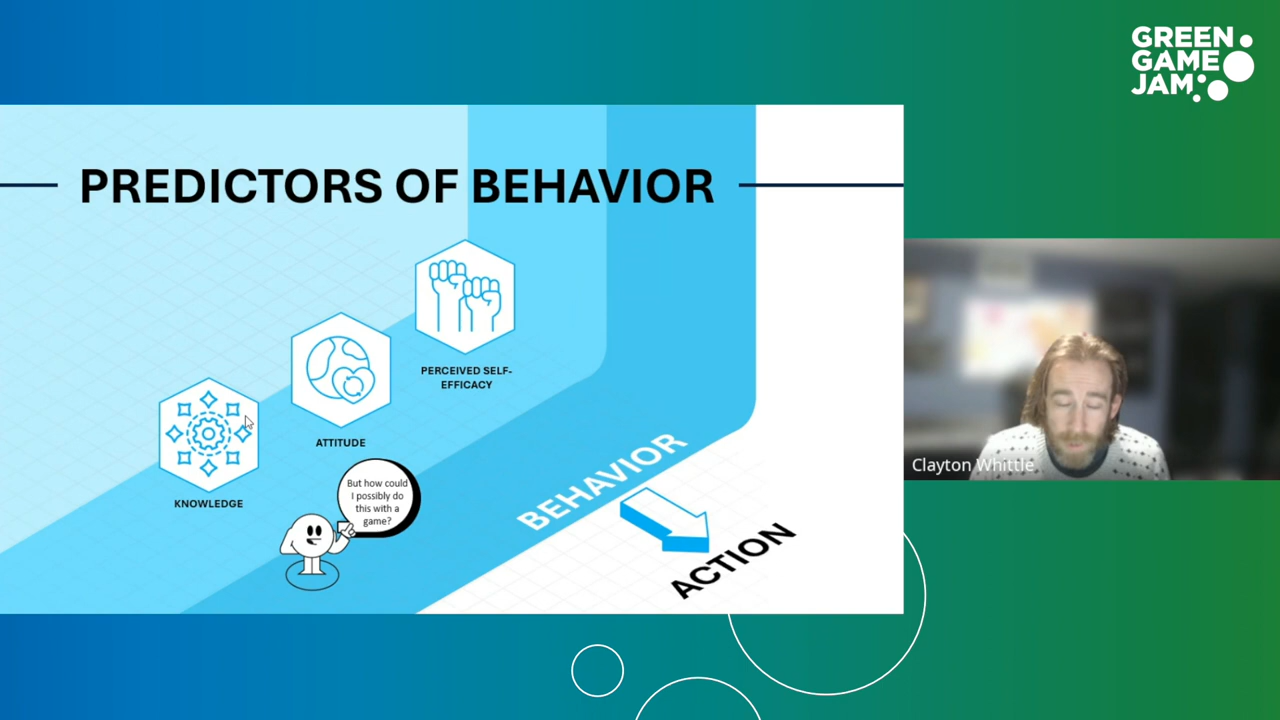 GREEN
GAME
JAM
PREDICTORS OF BEHAVIOR
PERCEIVED SELF-
EFFICACY
ATTITUDE
KNOWLEDGE
But how could
I possibly do
this with a
game?
BEHAVIOR
ACTION
Clayton Whittle